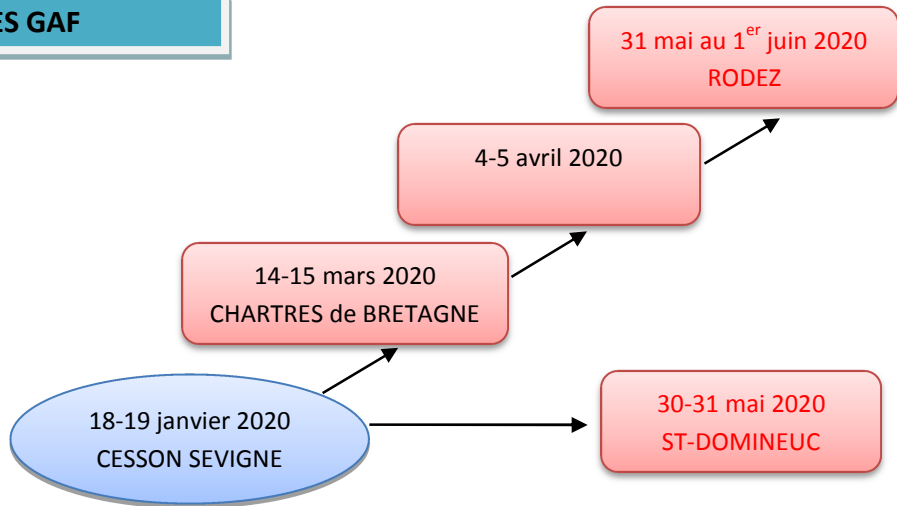 GAF
31 mai au 1er juin 2020
RODEZ
4-5 avril 2020
14-15 mars 2020
CHARTRES de BRETAGNE
18-19 janvier 2020
CESSON SEVIGNE
30-31 mai 2020
ST-DOMINEUC